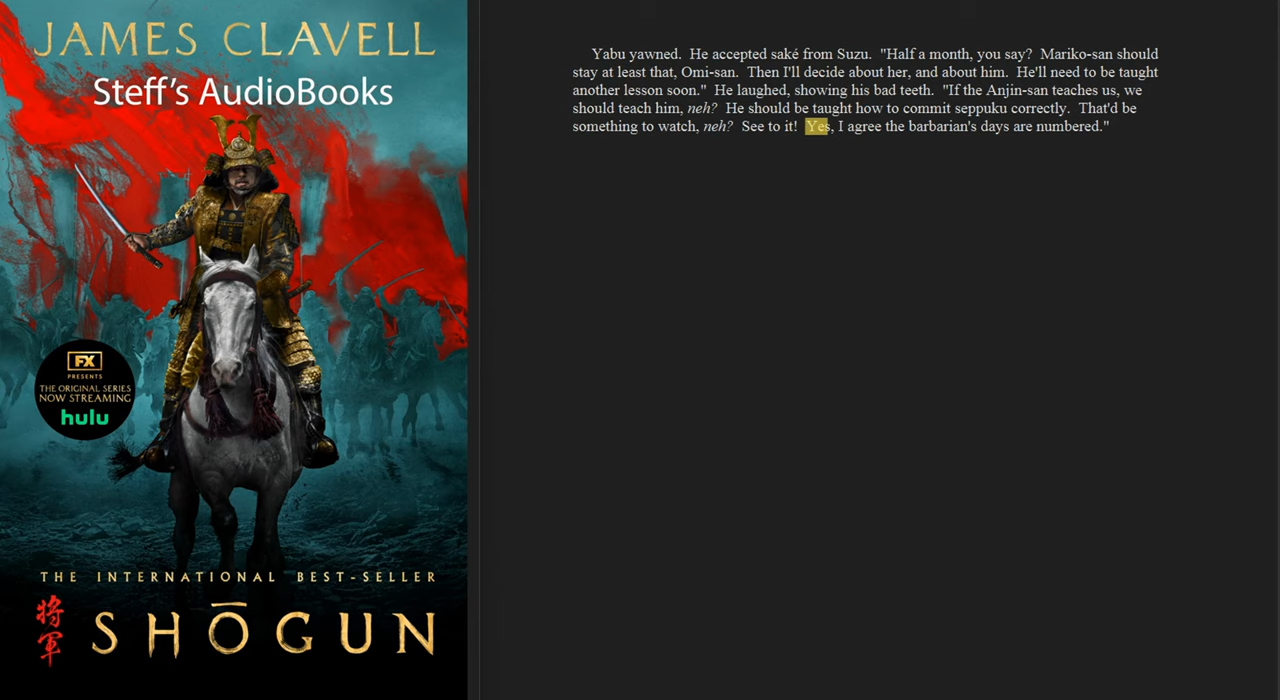 JAMES CLAVELL
Steff's AudioBooks
FX
PRESENTS
THE ORIGINAL SERIES
NOW STREAMING
hulu
THE INTERNATIONAL BEST-SELLER
将軍
SHŌGUN
Yabu yawned. He accepted saké from Suzu. "Half a month, you say? Mariko-san should
stay at least that, Omi-san. Then I'll decide about her, and about him. He'll need to be taught
another lesson soon." He laughed, showing his bad teeth. "If the Anjin-san teaches us, we
should teach him, neh? He should be taught how to commit seppuku correctly. That'd be
something to watch, neh? See to it! Yes, I agree the barbarian's days are numbered."